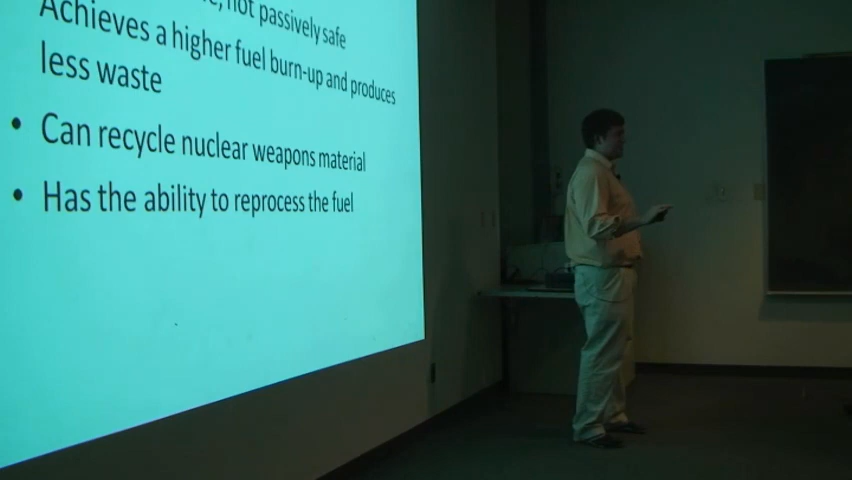 not passively safe
Achieves a higher fuel burn-up and produces
less waste
• Can recycle nuclear weapons material
• Has the ability to reprocess the fuel